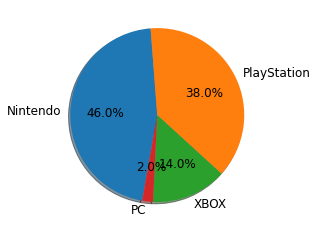 PlayStation
38.0%
Nintendo
46.0%
2.0%
14.0%
PC
XBOX